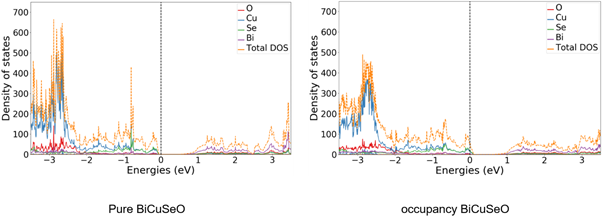 O
Cu
Se
Bi
Total DOS
Density of states
700
600
500
400
300
200
100
0
−3 −2 −1 0 1 2 3
Energies (eV)
Pure BiCuSeO
O
Cu
Se
Bi
Total DOS
Density of states
600
500
400
300
200
100
0
−3 −2 −1 0 1 2 3
Energies (eV)
occupancy BiCuSeO